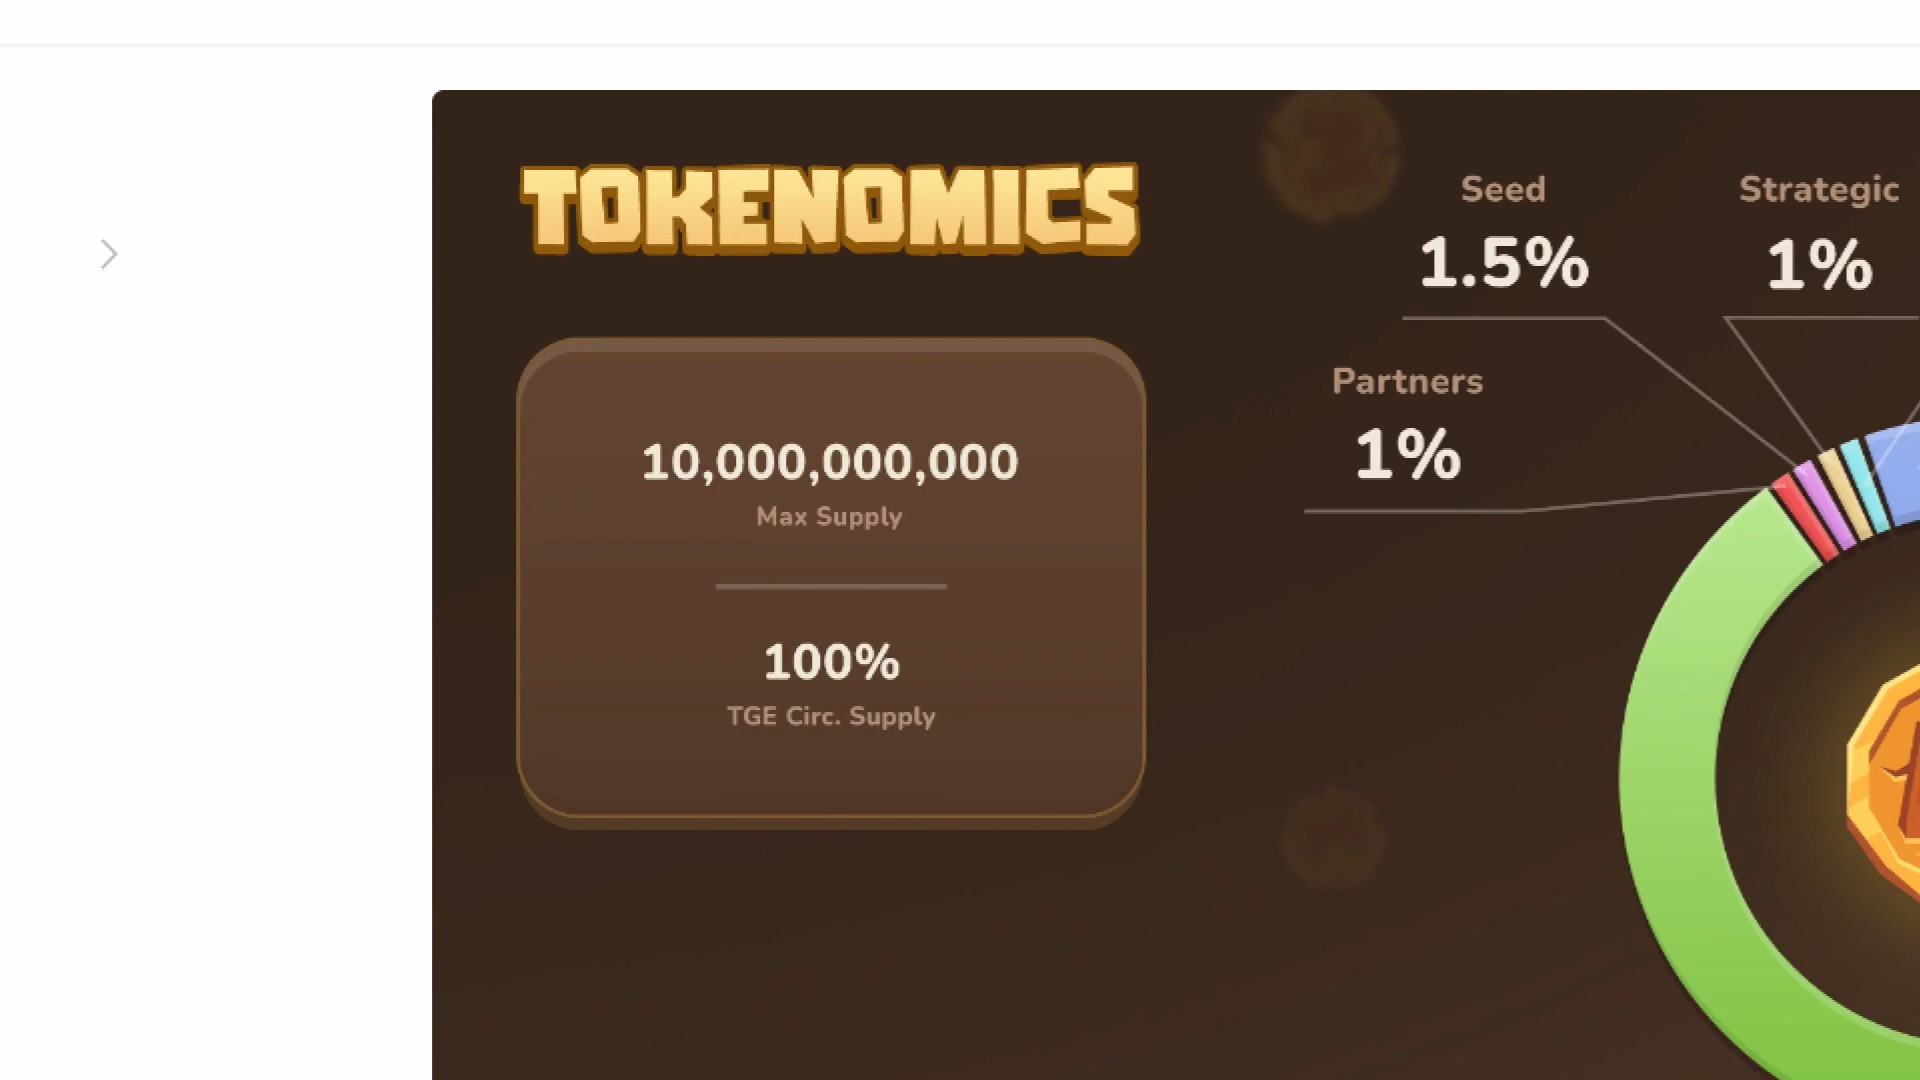 TOKENOMICS
10,000,000,000
Max Supply
100%
TGE Circ. Supply
Seed
1.5%
Strategic
1%
Partners
1%